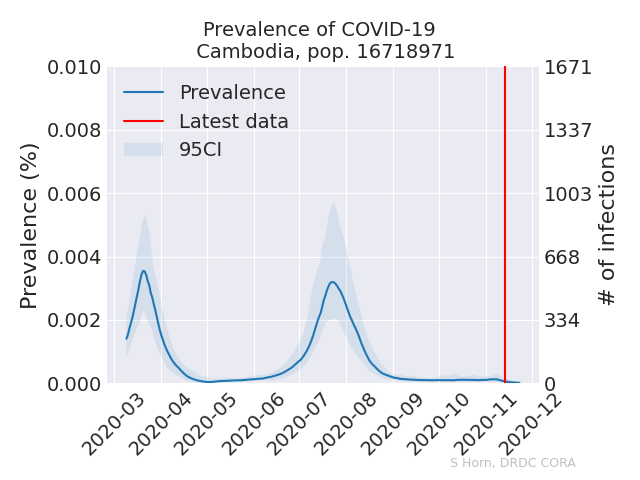 Prevalence of COVID-19
Cambodia, pop. 16718971
Prevalence
Latest data
95CI
Prevalence (%)
0.010
0.008
0.006
0.004
0.002
0.000
1671
1337
1003
668
334
0
# of infections
2020-03
2020-04
2020-05
2020-06
2020-07
2020-08
2020-09
2020-10
2020-11
2020-12
S Horn, DRDC CORA